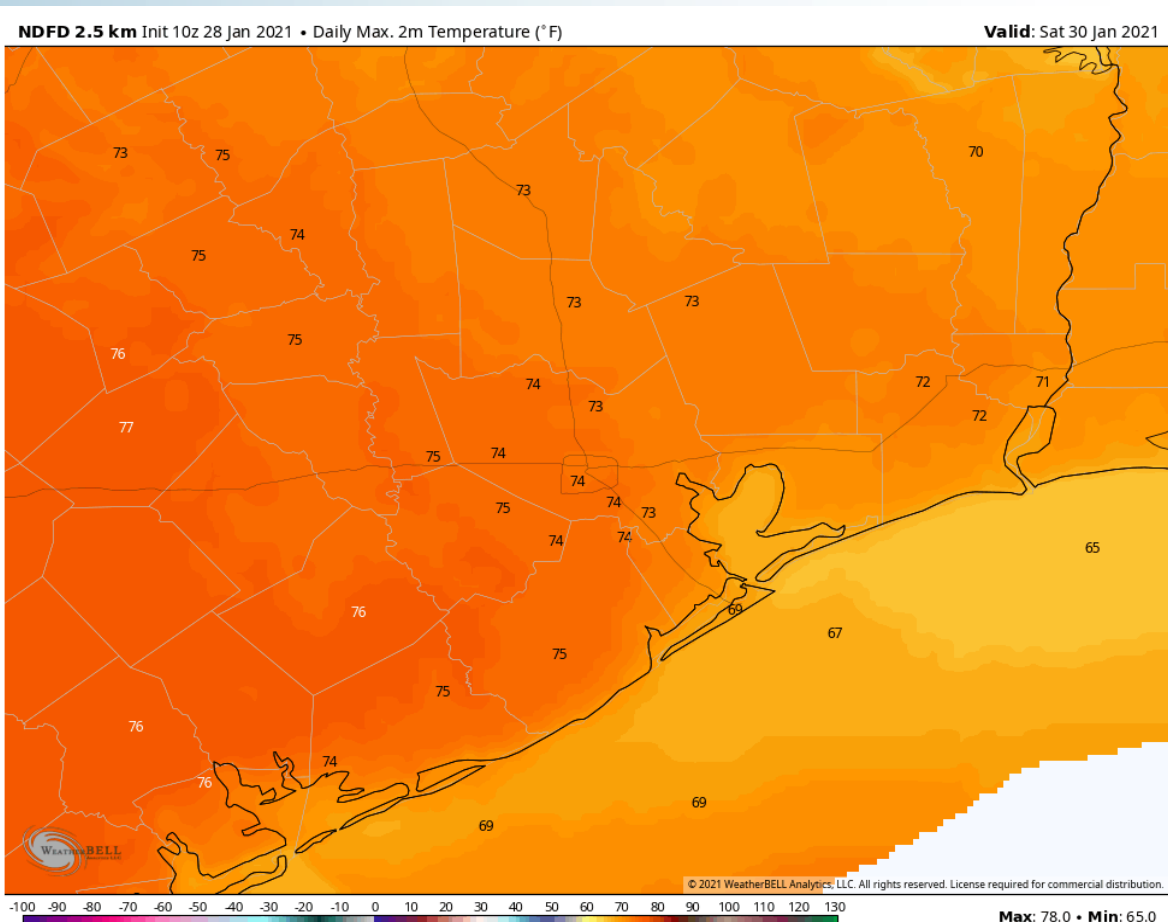 NDFD 2.5 km Init 10z 28 Jan 2021 • Daily Max. 2m Temperature (°F) Valid: Sat 30 Jan 2021
73 75 70
73
74
75
73 73
75
76
74 72 71
73 72
77
75 74
74
75 74 73
74 74
65
76 69
67
75
75
76
74
76
69
69
WEATHERBELL
Analytics LLC
© 2021 WeatherBELL Analytics, LLC. All rights reserved. License required for commercial distribution.
-100 -90 -80 -70 -60 -50 -40 -30 -20 -10 0 10 20 30 40 50 60 70 80 90 100 110 120 130
Max: 78.0 • Min: 65.0